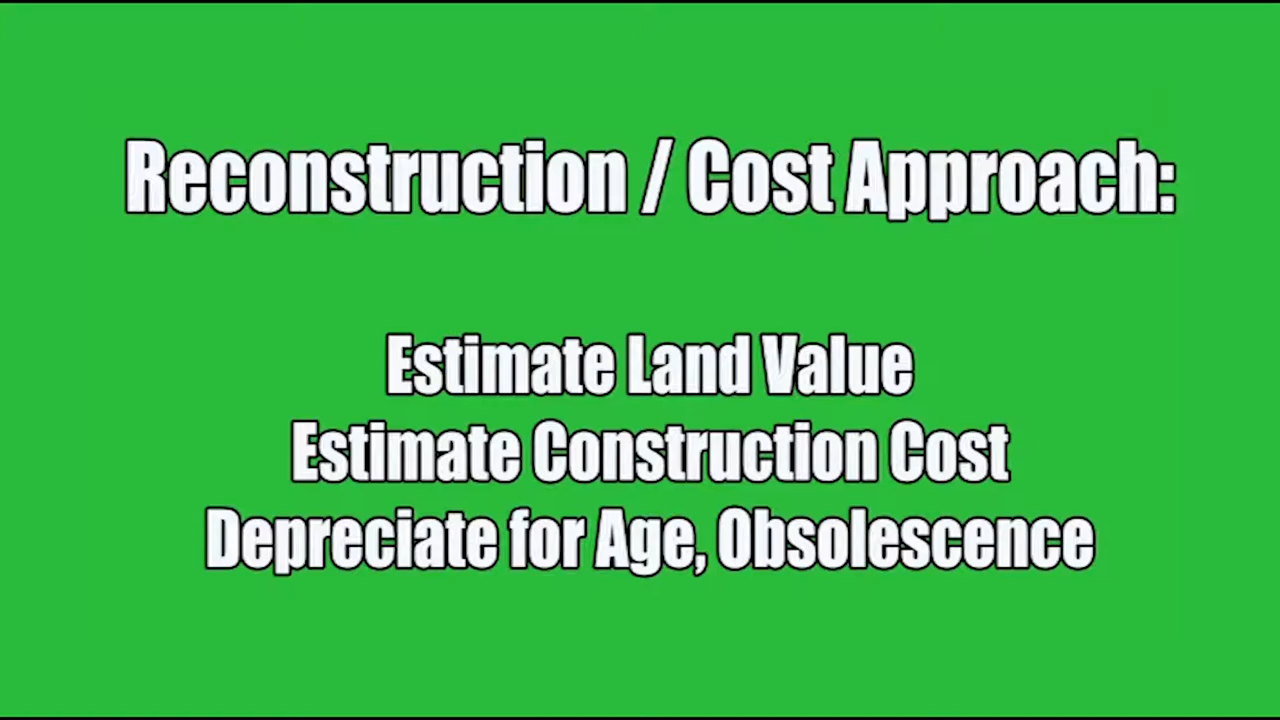 Reconstruction / Cost Approach:
Estimate Land Value
Estimate Construction Cost
Depreciate for Age, Obsolescence